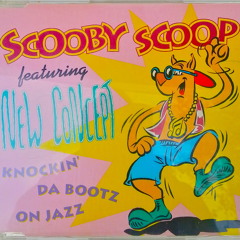 SCOOBY SCOOP
featuring
NEW CONCEPT
KNOCKIN'
DA BOOTZ
ON JAZZ